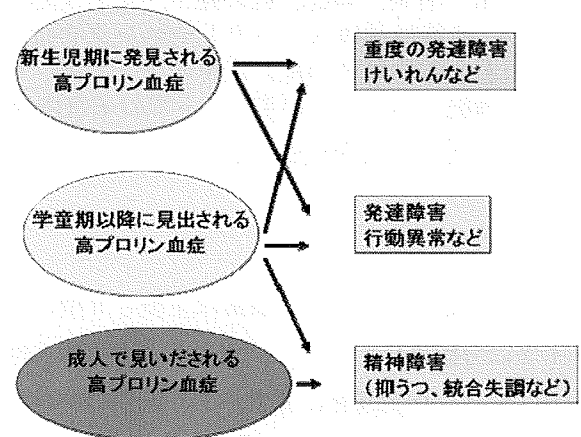 新生児期に発見される
高プロリン血症
重度の発達障害
けいれんなど
学童期以降に見出される
高プロリン血症
発達障害
行動異常など
成人で見いだされる
高プロリン血症
精神障害
（抑うつ、統合失調など）